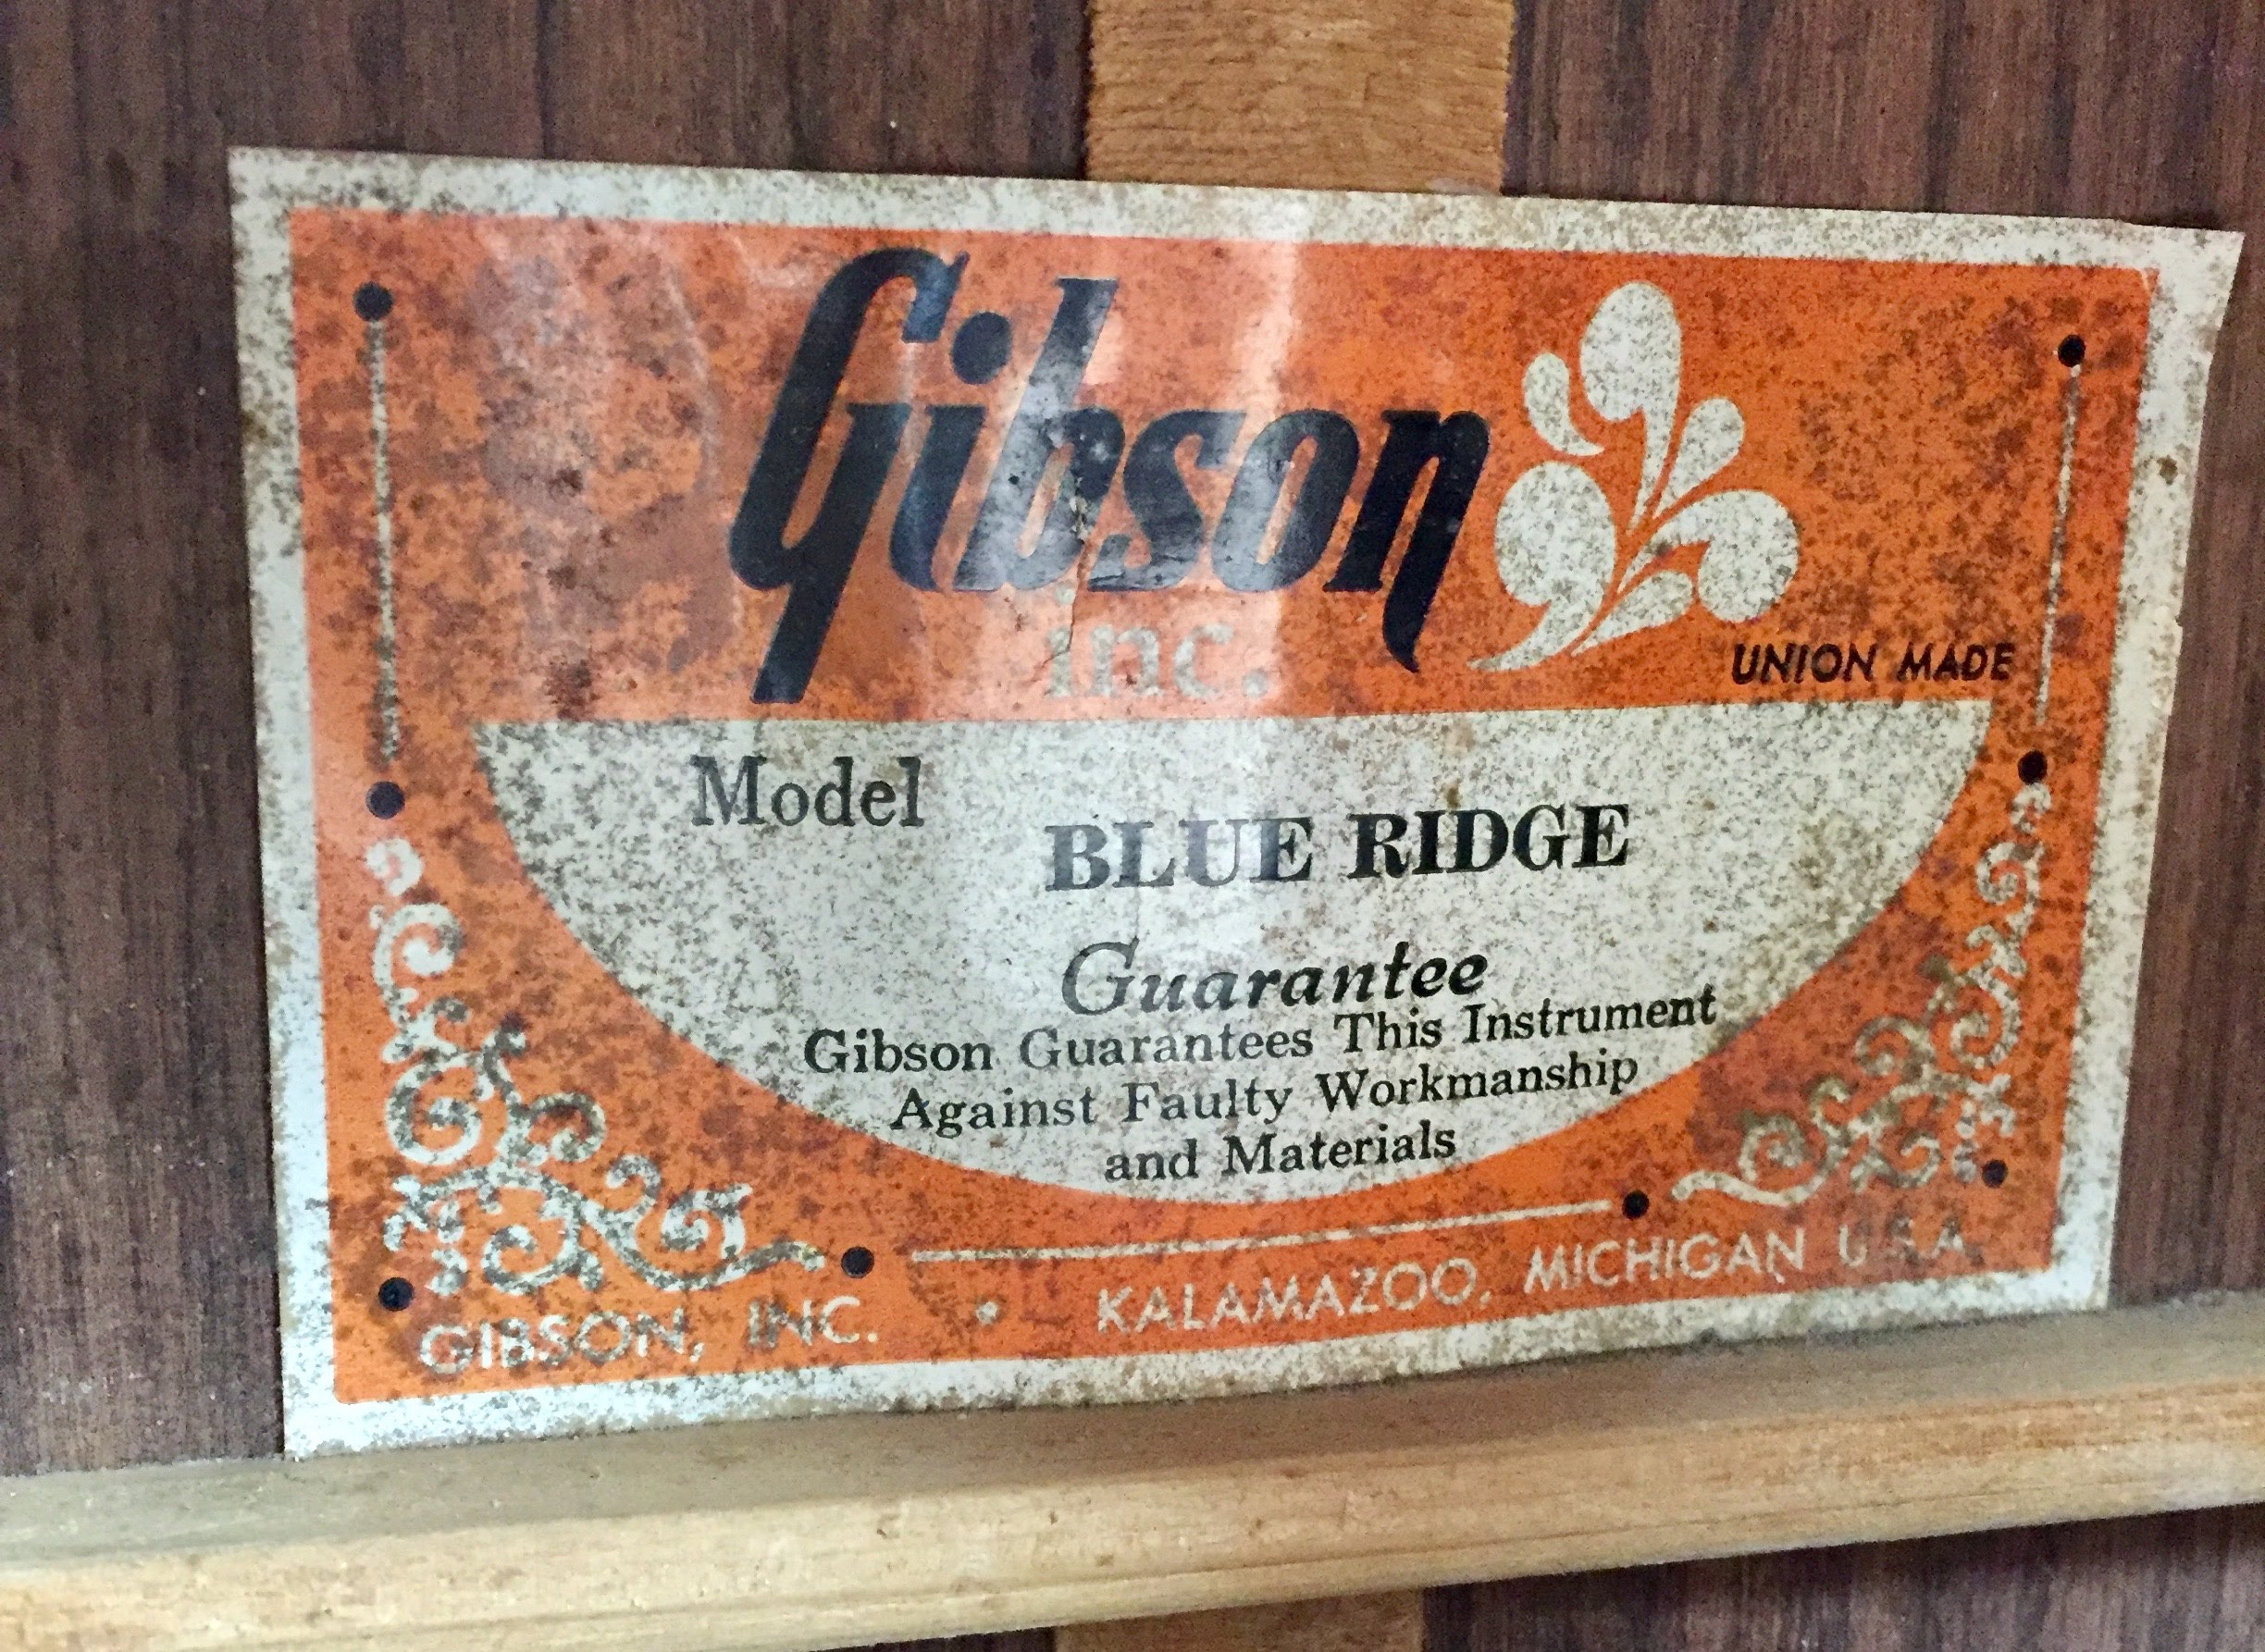 Gibson
inc.
UNION MADE
Model
BLUE RIDGE
Guarantee
Gibson Guarantees This Instrument
Against Faulty Workmanship
and Materials
GIBSON, INC. • KALAMAZOO, MICHIGAN U.S.A.